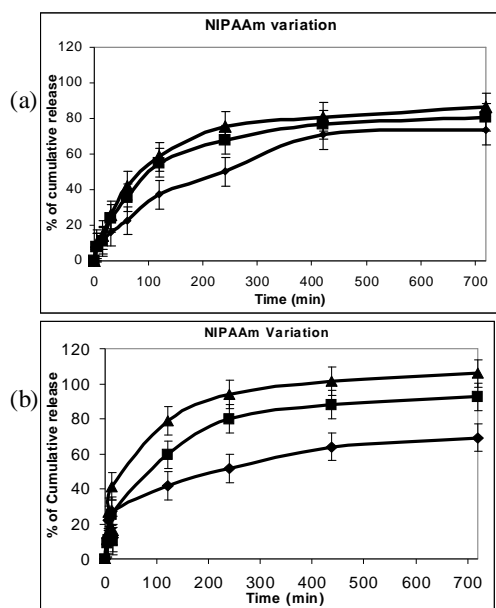 (a)
NIPAAm variation
% of cumulative release
120
100
80
60
40
20
0
0 100 200 300 400 500 600 700
Time (min)
(b)
NIPAAm Variation
% of Cumulative release
120
100
80
60
40
20
0
0 100 200 300 400 500 600 700
Time (min)